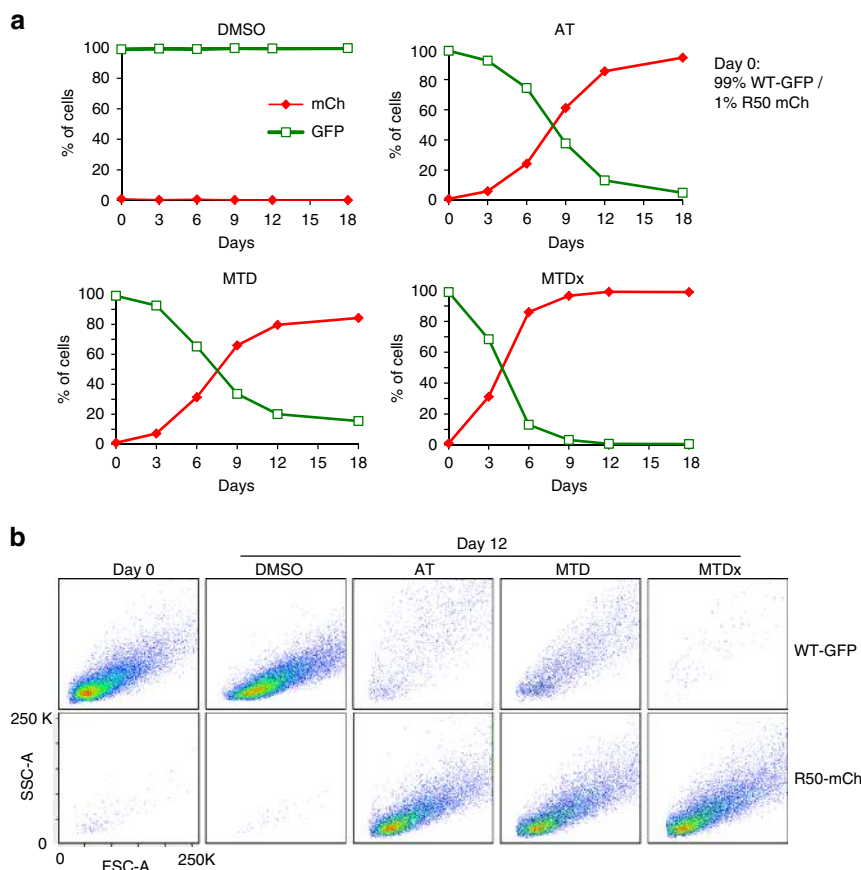 a
DMSO
100
80
60
40
20
0
% of cells
mCh
GFP
0 3 6 9 12 15 18
Days
AT
100
80
60
40
20
0
% of cells
0 3 6 9 12 15 18
Days
Day 0:
99% WT-GFP /
1% R50 mCh
MTD
100
80
60
40
20
0
% of cells
0 3 6 9 12 15 18
Days
MTDx
100
80
60
40
20
0
% of cells
0 3 6 9 12 15 18
Days
b
Day 12
Day 0 DMSO AT MTD MTDx
WT-GFP
250 K
SSC-A
R50-mCh
0
0 250K
FSC-A